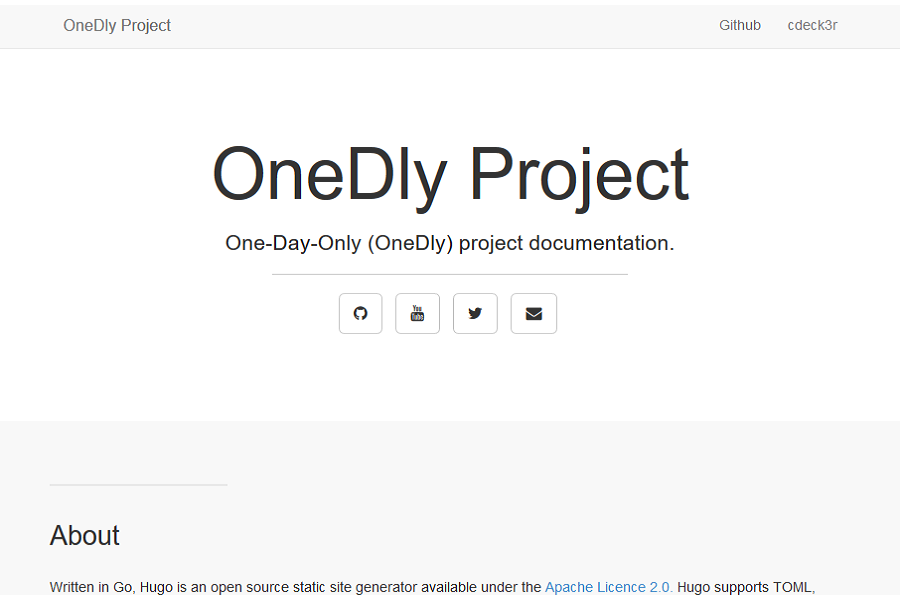 OneDly Project Github cdeck3r
OneDly Project
One-Day-Only (OneDly) project documentation.
You Tube
About
Written in Go, Hugo is an open source static site generator available under the Apache Licence 2.0. Hugo supports TOML,